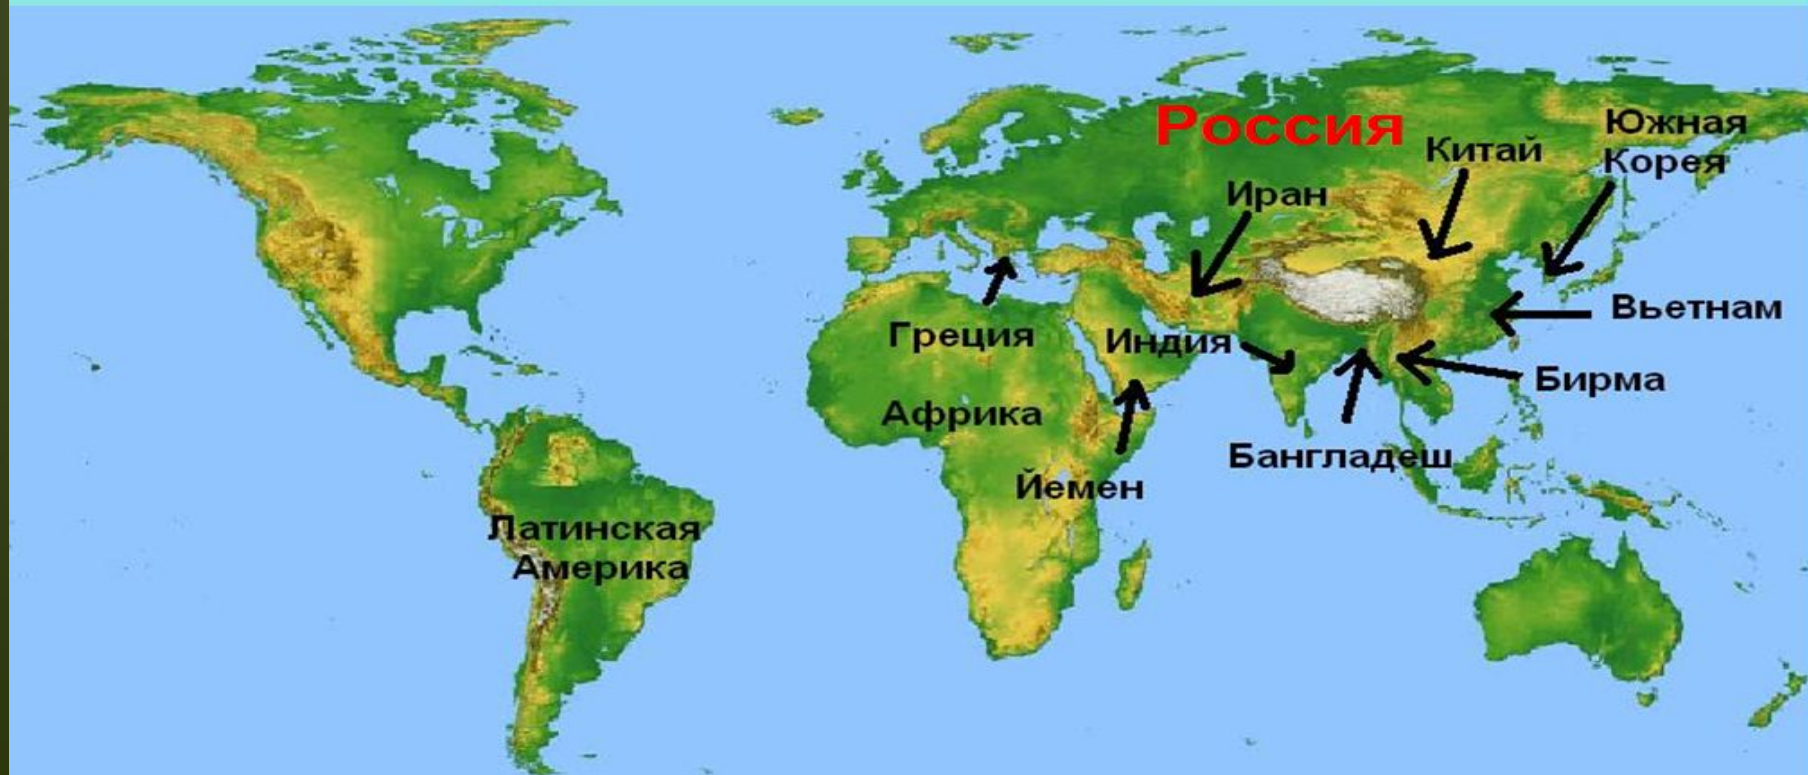 Россия
Южная
Корея
Китай
Иран
Вьетнам
Греция
Индия
Бирма
Африка
Бангладеш
Йемен
Латинская
Америка